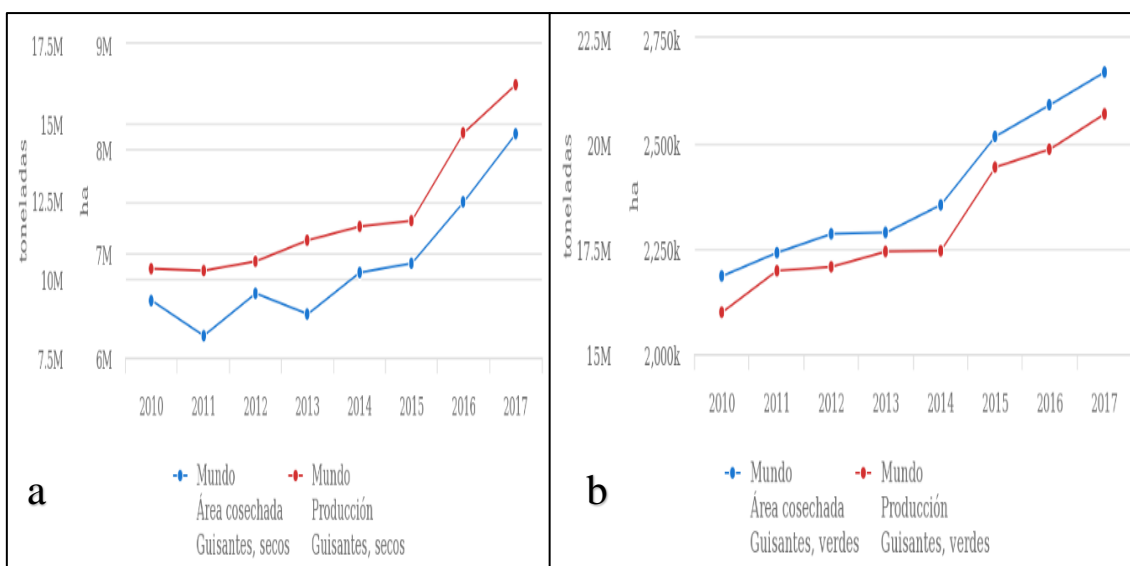 17.5M
15M
12.5M
10M
7.5M
toneladas
9M
8M
7M
6M
ha
2010 2011 2012 2013 2014 2015 2016 2017
Mundo Mundo
Área cosechada Producción
Guisantes, secos Guisantes, secos
a
22.5M
20M
17.5M
15M
toneladas
2,750k
2,500k
2,250k
2,000k
ha
2010 2011 2012 2013 2014 2015 2016 2017
Mundo Mundo
Área cosechada Producción
Guisantes, verdes Guisantes, verdes
b